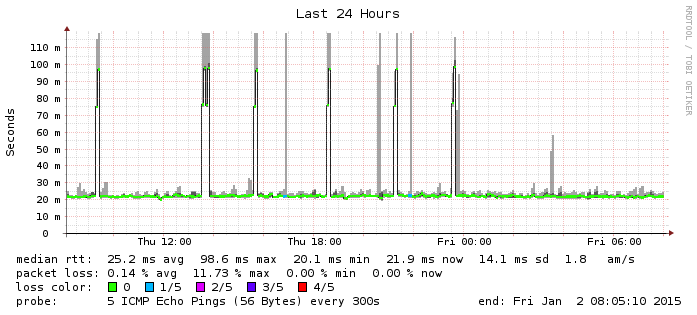 Last 24 Hours
RRDTOOL / TOBI OETIKER
Seconds
110 m
100 m
90 m
80 m
70 m
60 m
50 m
40 m
30 m
20 m
10 m
0
Thu 12:00 Thu 18:00 Fri 00:00 Fri 06:00
median rtt: 25.2 ms avg 98.6 ms max 20.1 ms min 21.9 ms now 14.1 ms sd 1.8 am/s
packet loss: 0.14 % avg 11.73 % max 0.00 % min 0.00 % now
loss color: 0 1/5 2/5 3/5 4/5
probe: 5 ICMP Echo Pings (56 Bytes) every 300s end: Fri Jan 2 08:05:10 2015